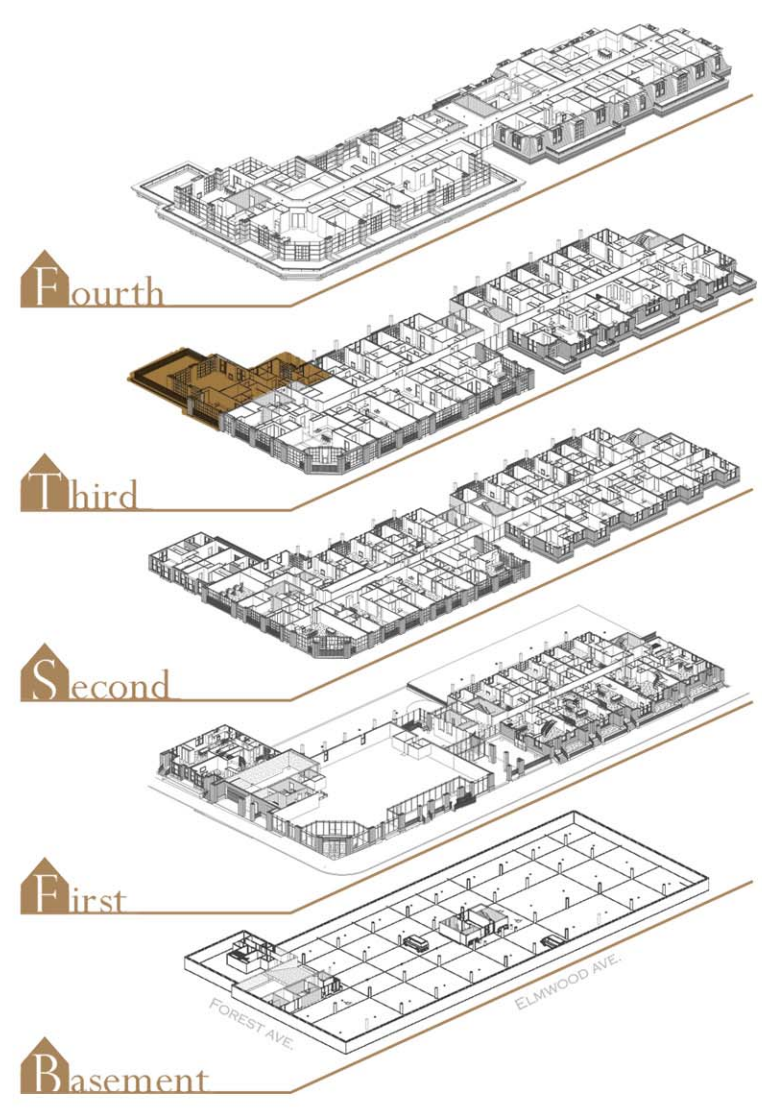 Fourth
Third
Second
First
FOREST AVE.
ELMWOOD AVE.
Basement